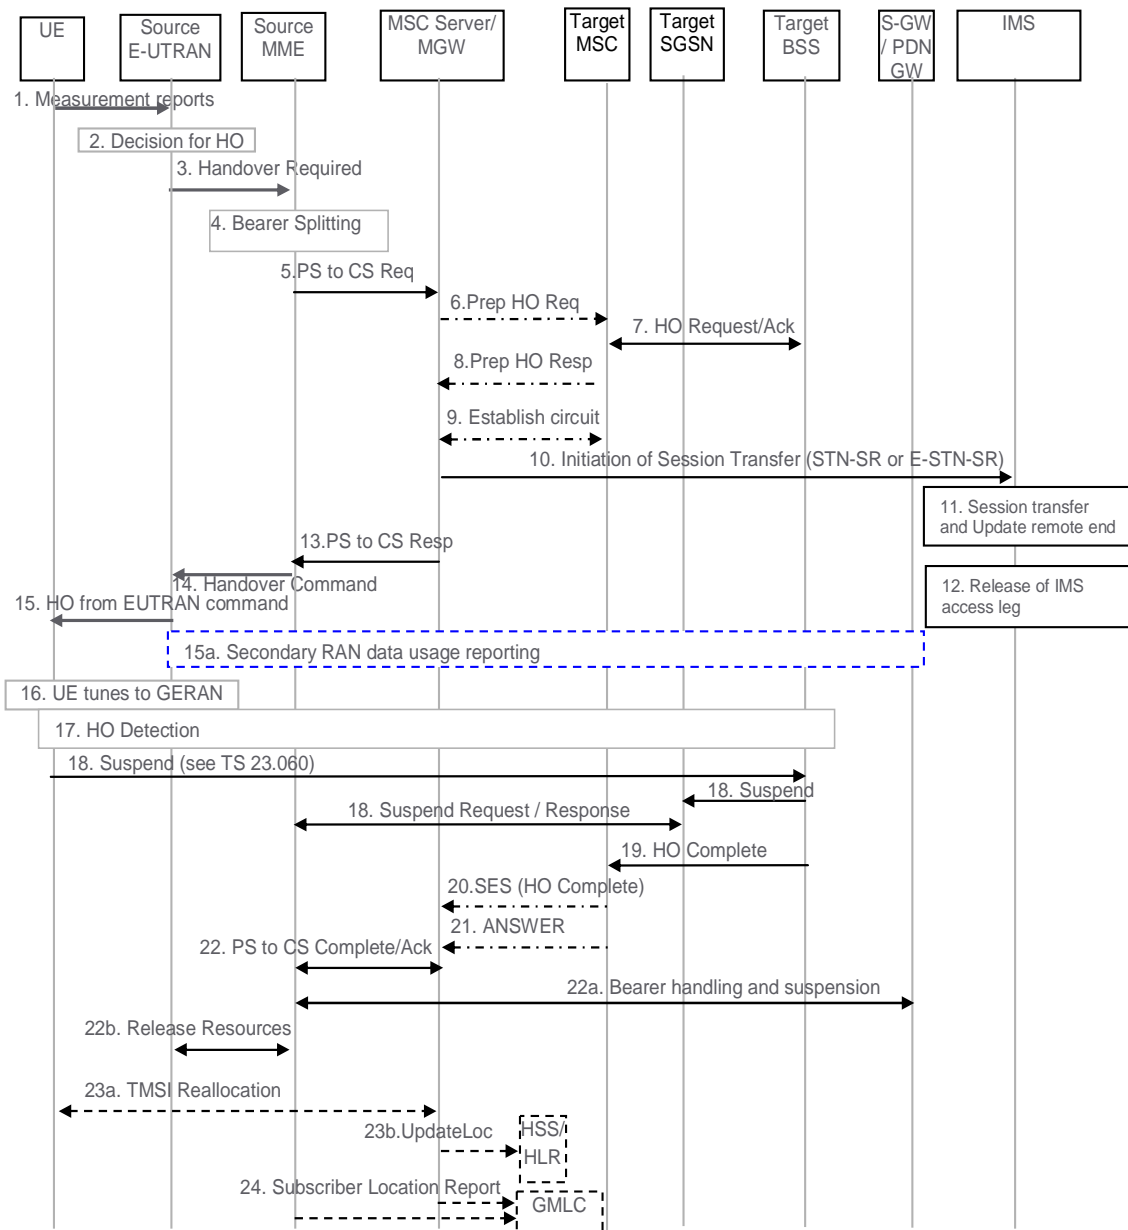 UE
Source
E-UTRAN
Source
MME
MSC Server/
MGW
Target
MSC
Target
SGSN
Target
BSS
S-GW
/ PDN
GW
IMS
1. Measurement reports
2. Decision for HO
3. Handover Required
4. Bearer Splitting
5.PS to CS Req
6.Prep HO Req
7. HO Request/Ack
8.Prep HO Resp
9. Establish circuit
10. Initiation of Session Transfer (STN-SR or E-STN-SR)
11. Session transfer
and Update remote end
13.PS to CS Resp
14. Handover Command
12. Release of IMS
access leg
15. HO from EUTRAN command
15a. Secondary RAN data usage reporting
16. UE tunes to GERAN
17. HO Detection
18. Suspend (see TS 23.060)
18. Suspend
18. Suspend Request / Response
19. HO Complete
20.SES (HO Complete)
21. ANSWER
22. PS to CS Complete/Ack
22a. Bearer handling and suspension
22b. Release Resources
23a. TMSI Reallocation
23b.UpdateLoc
HSS/
HLR
24. Subscriber Location Report
GMLC